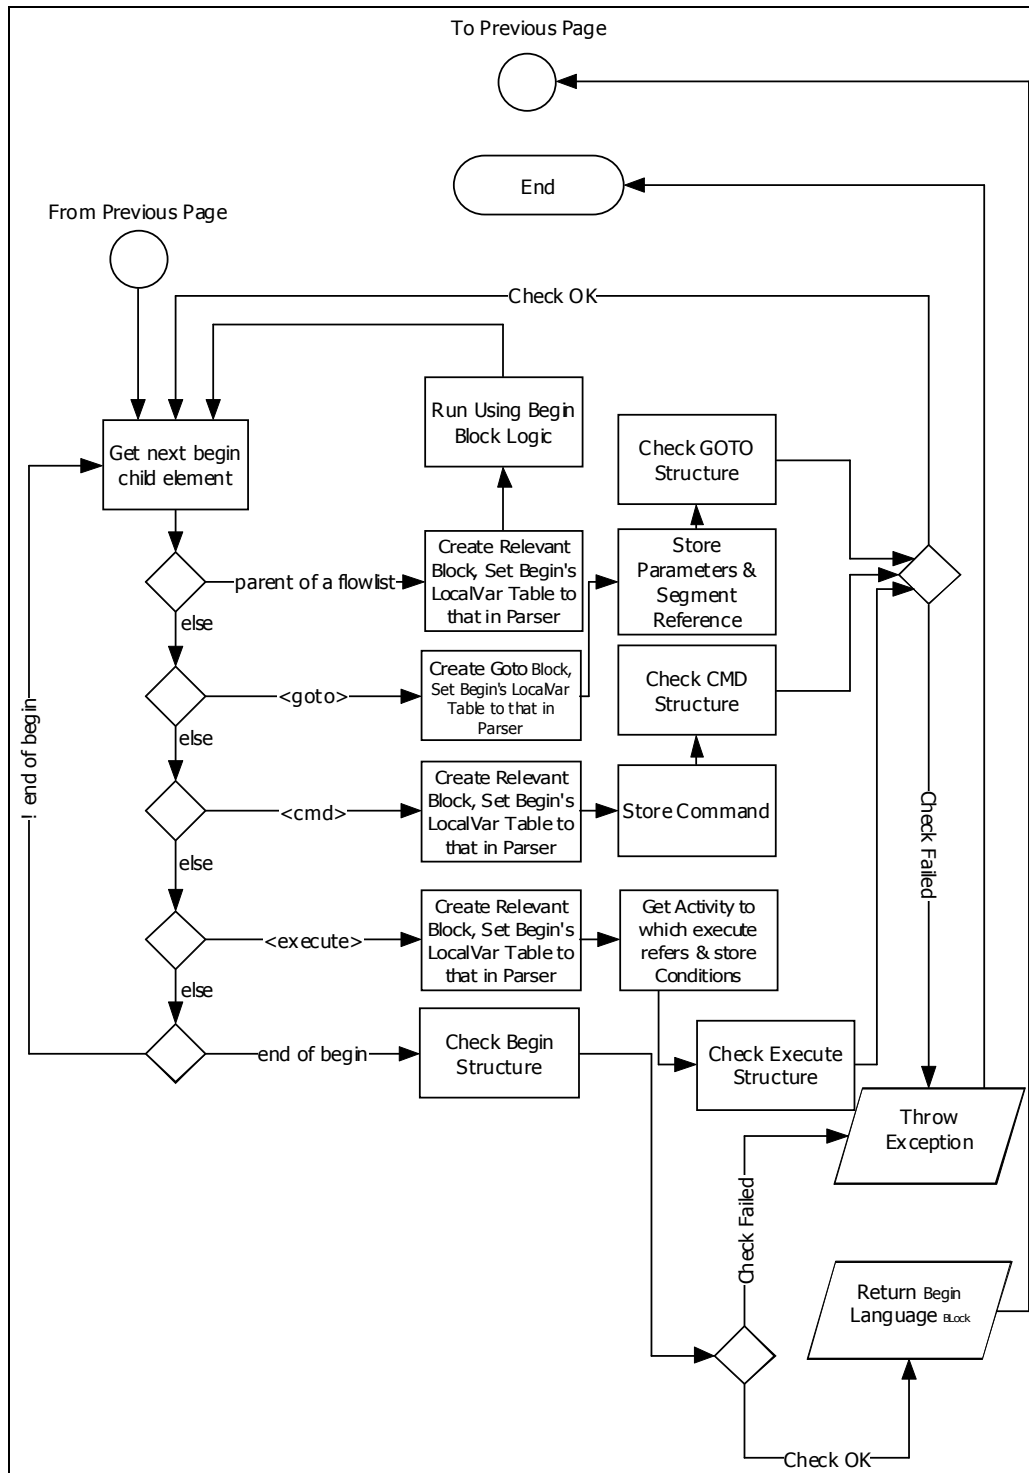 To Previous Page
End
From Previous Page
Check OK
Run Using Begin
Block Logic
Get next begin
child element
Check GOTO
Structure
parent of a flowlist
Create Relevant
Block, Set Begin's
LocalVar Table to
that in Parser
Store
Parameters &
Segment
Reference
else
<goto>
Create Goto Block,
Set Begin's LocalVar
Table to that in
Parser
Check CMD
Structure
else
! end of begin
<cmd>
Create Relevant
Block, Set Begin's
LocalVar Table to
that in Parser
Store Command
Check Failed
else
<execute>
Create Relevant
Block, Set Begin's
LocalVar Table to
that in Parser
Get Activity to
which execute
refers & store
Conditions
else
end of begin
Check Begin
Structure
Check Execute
Structure
Throw
Exception
Check Failed
Return Begin
Language BLock
Check OK